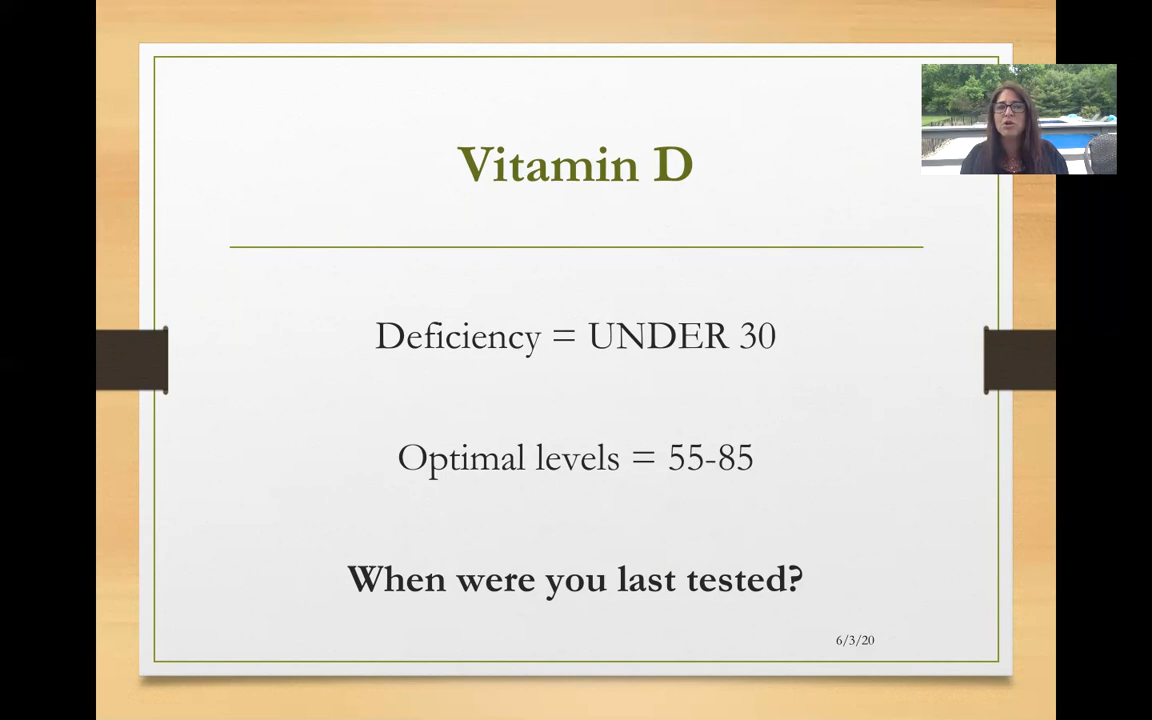 Vitamin D
Deficiency = UNDER 30
Optimal levels = 55-85
When were you last tested?
6/3/20